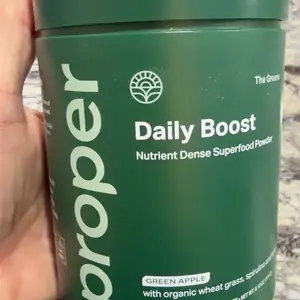 proper
The Greens
Daily Boost
Nutrient Dense Superfood Powder
GREEN APPLE
with organic wheat grass, spirulina